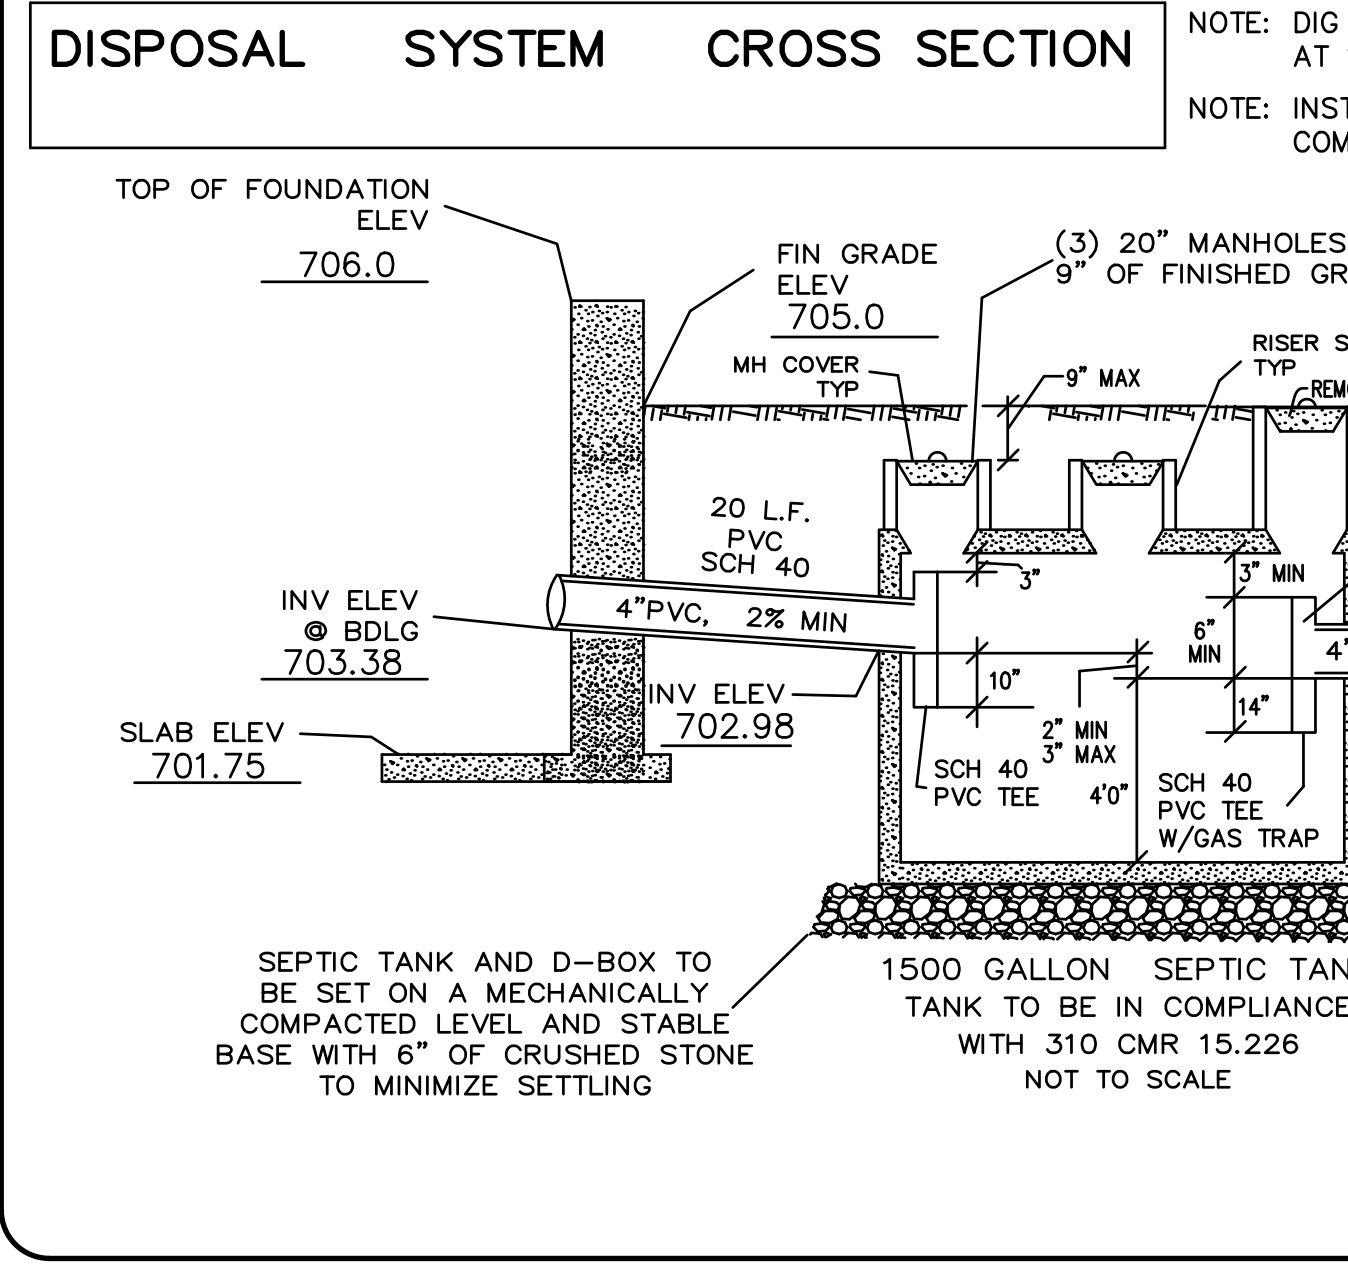 DISPOSAL SYSTEM CROSS SECTION
NOTE: DIG
AT
NOTE: INST
COM
TOP OF FOUNDATION
ELEV
706.0
FIN GRADE
ELEV
705.0
(3) 20" MANHOLES
9" OF FINISHED GR
MH COVER
TYP
9" MAX
RISER S
TYP
REM
20 L.F.
PVC
SCH 40
3"
3" MIN
INV ELEV
@ BDLG
703.38
4"PVC, 2% MIN
6"
MIN
4"
INV ELEV
702.98
10"
14"
SLAB ELEV
701.75
2" MIN
3" MAX
SCH 40
PVC TEE
4'0"
SCH 40
PVC TEE
W/GAS TRAP
SEPTIC TANK AND D-BOX TO
BE SET ON A MECHANICALLY
COMPACTED LEVEL AND STABLE
BASE WITH 6" OF CRUSHED STONE
TO MINIMIZE SETTLING
1500 GALLON SEPTIC TAN
TANK TO BE IN COMPLIANCE
WITH 310 CMR 15.226
NOT TO SCALE